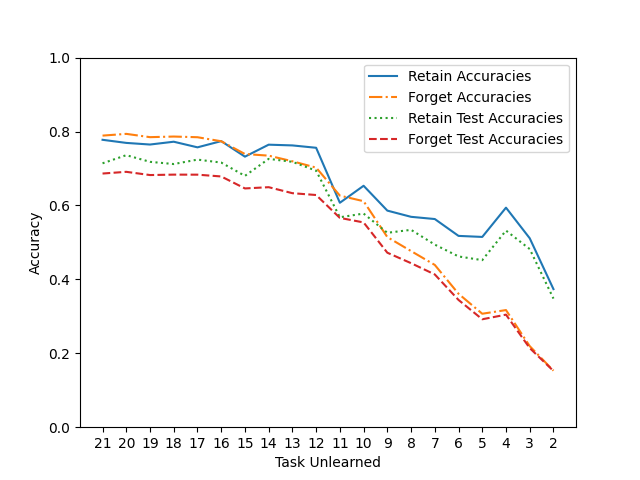 1.0
0.8
0.6
0.4
0.2
0.0
Accuracy
Retain Accuracies
Forget Accuracies
Retain Test Accuracies
Forget Test Accuracies
21 20 19 18 17 16 15 14 13 12 11 10 9 8 7 6 5 4 3 2
Task Unlearned